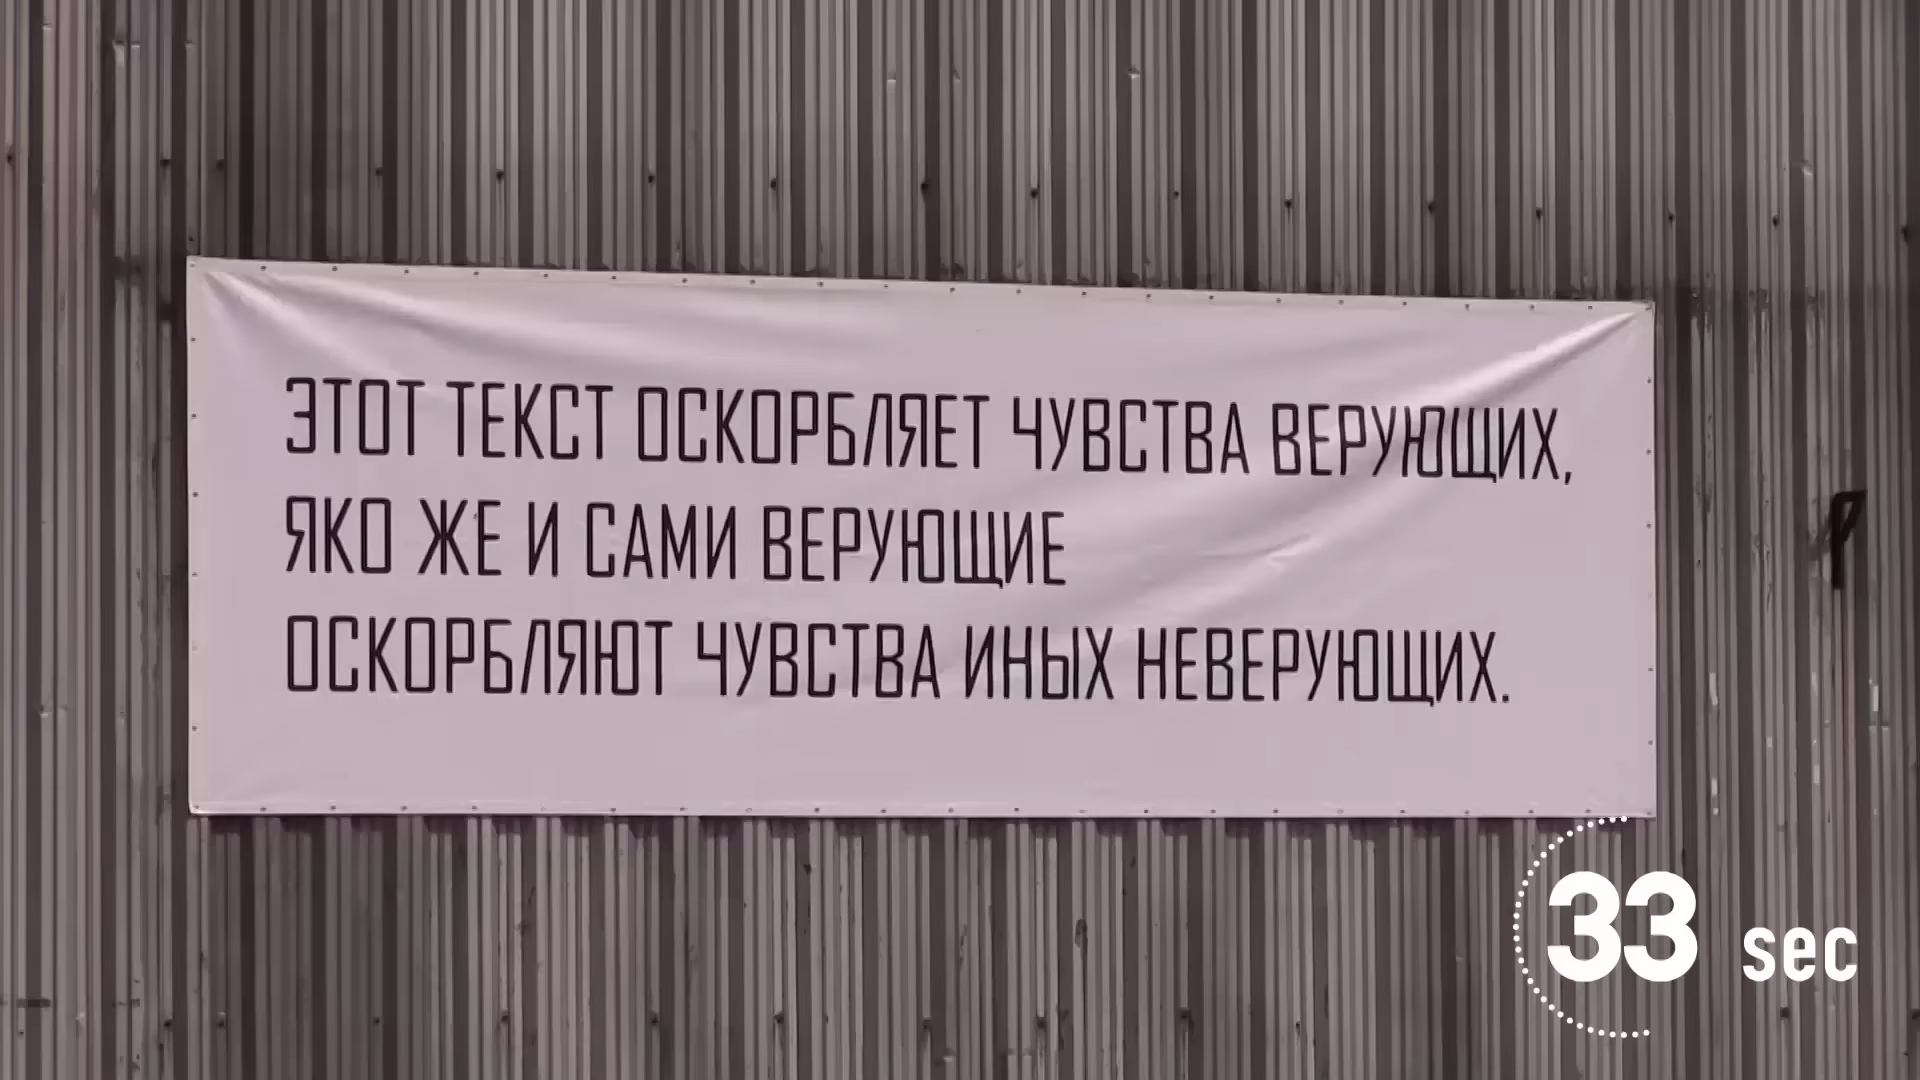 ЭТОТ ТЕКСТ ОСКОРБЛЯЕТ ЧУВСТВА ВЕРУЮЩИХ,
ЯКО ЖЕ И САМИ ВЕРУЮЩИЕ
ОСКОРБЛЯЮТ ЧУВСТВА ИНЫХ НЕВЕРУЮЩИХ.
33 sec